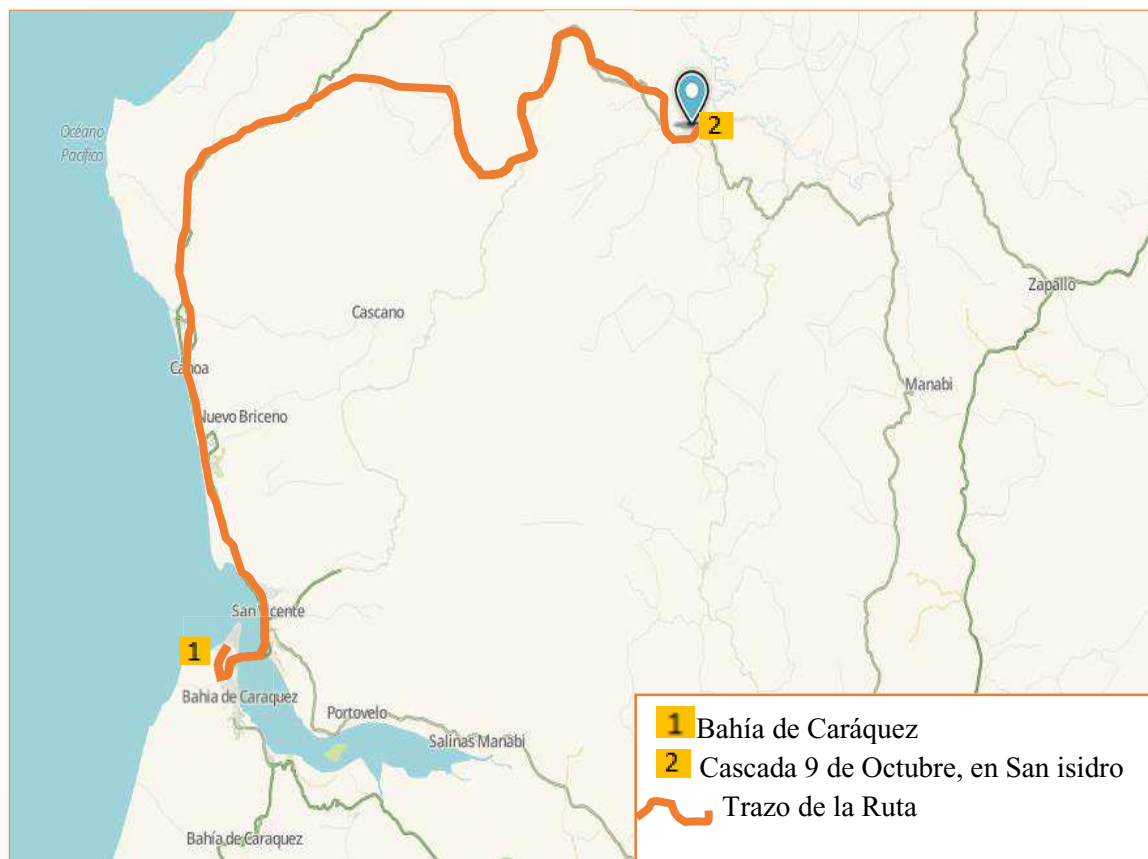 2
Océano
Pacífico
Zapallo
Cascano
Canoa
Manabi
Nuevo Briceno
San Vicente
1
Bahia de Caraquez
Portovelo
Salinas Manabi
Bahía de Caraquez
1 Bahía de Caráquez
2 Cascada 9 de Octubre, en San isidro
Trazo de la Ruta